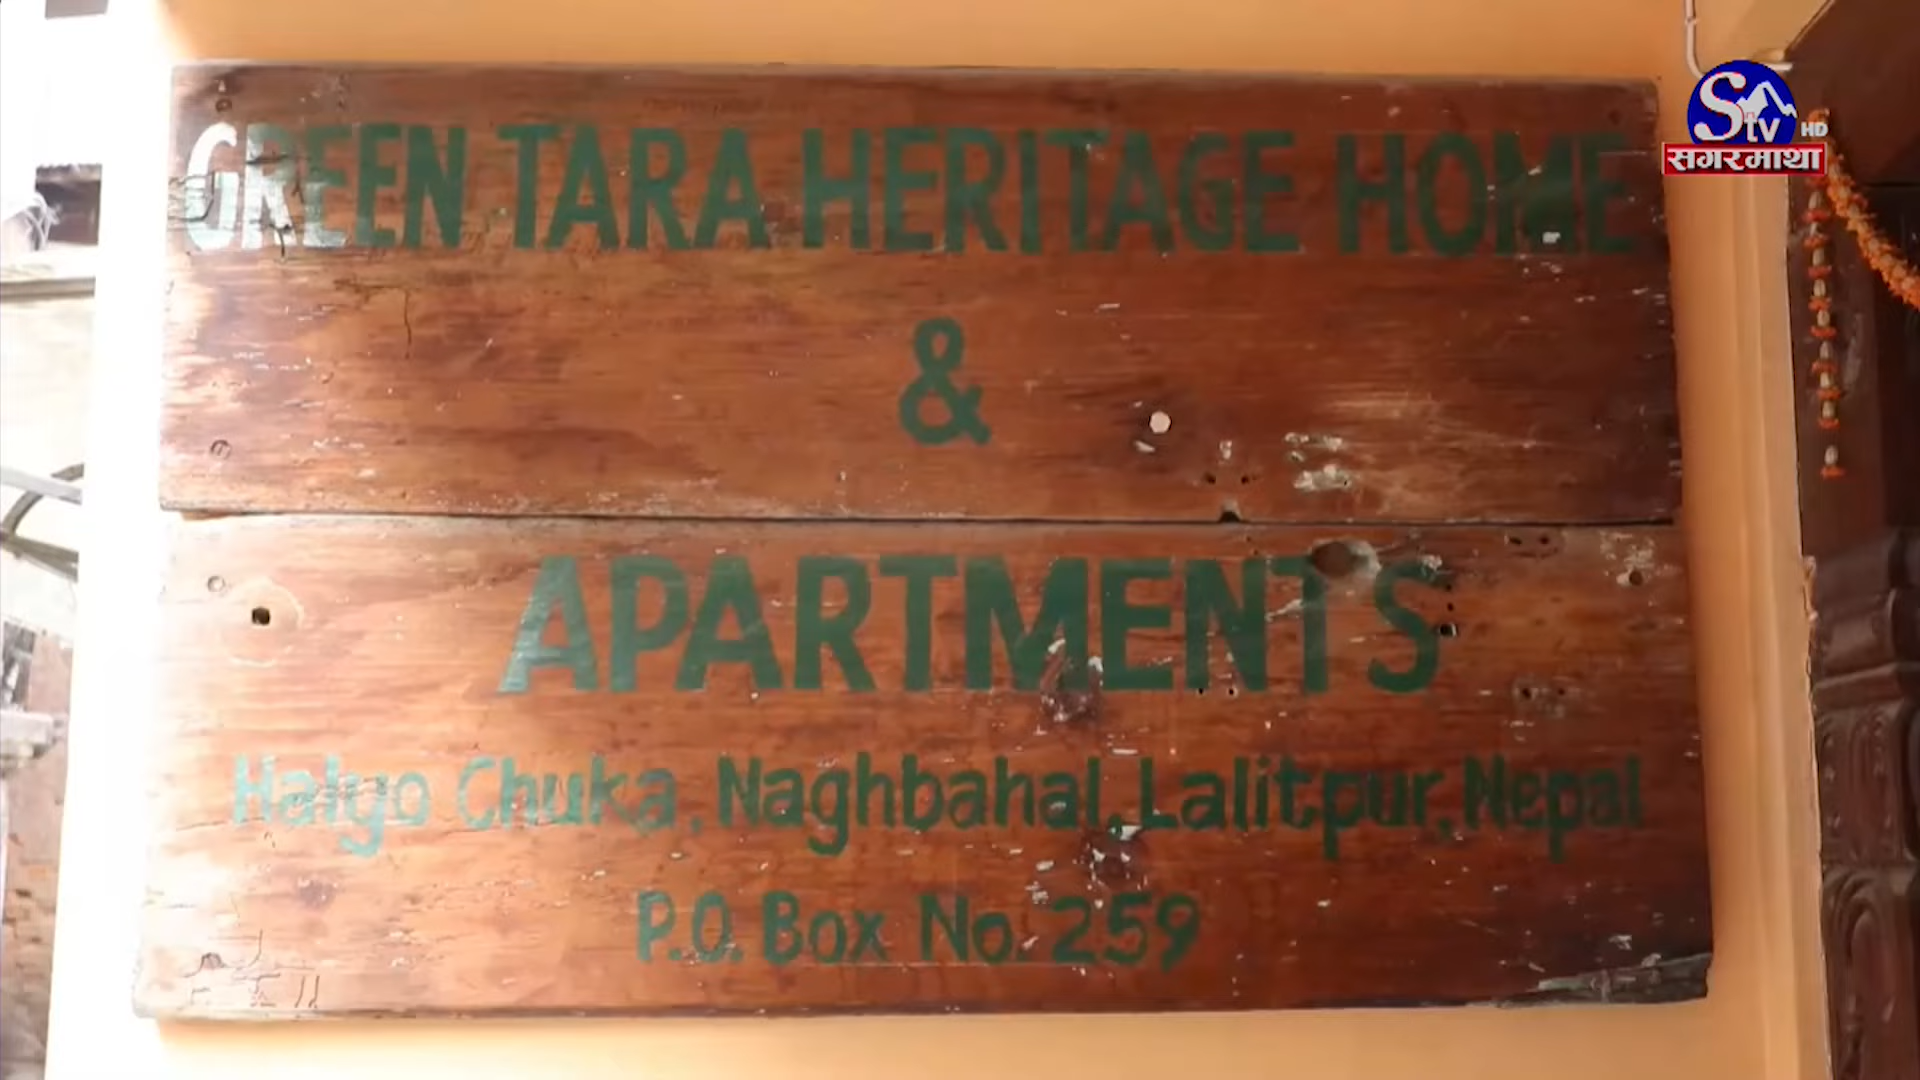 GREEN TARA HERITAGE HOME
&
APARTMENTS
Halyo Chuka, Naghbahal, Lalitpur, Nepal
P.O. Box No. 259
Stv HD
सगरमाथा